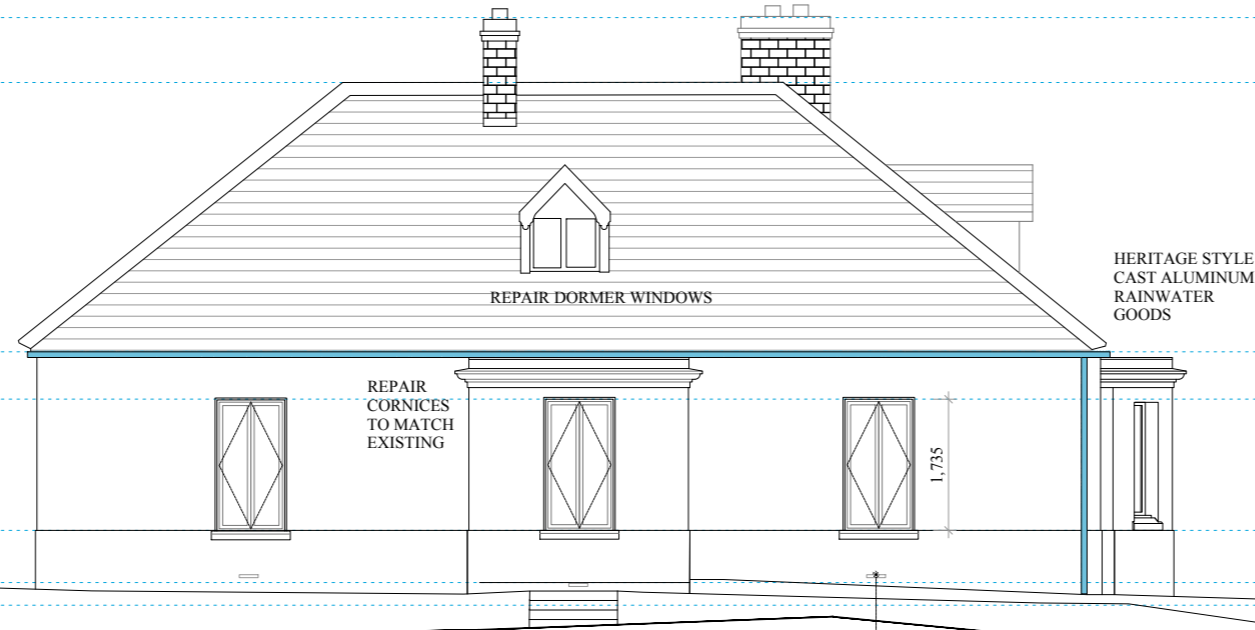 HERITAGE STYLE
CAST ALUMINUM
RAINWATER
GOODS
REPAIR DORMER WINDOWS
REPAIR
CORNICES
TO MATCH
EXISTING
1,735